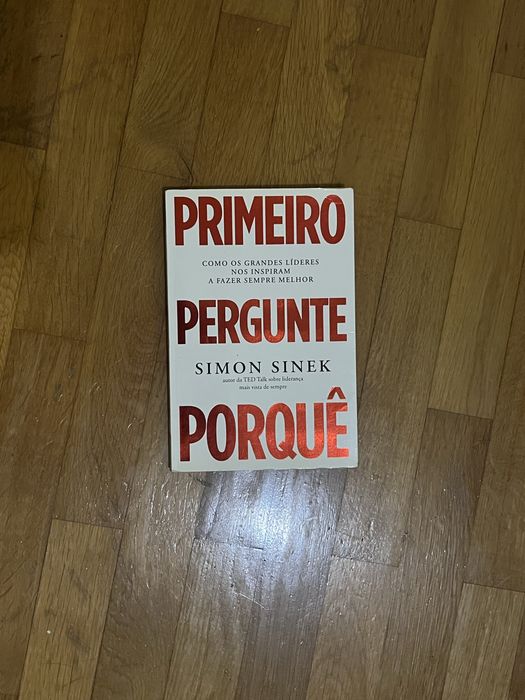 PRIMEIRO
COMO OS GRANDES LÍDERES
NOS INSPIRAM
A FAZER SEMPRE MELHOR
PERGUNTE
SIMON SINEK
autor da TED Talk sobre liderança
mais vista de sempre
PORQUÊ